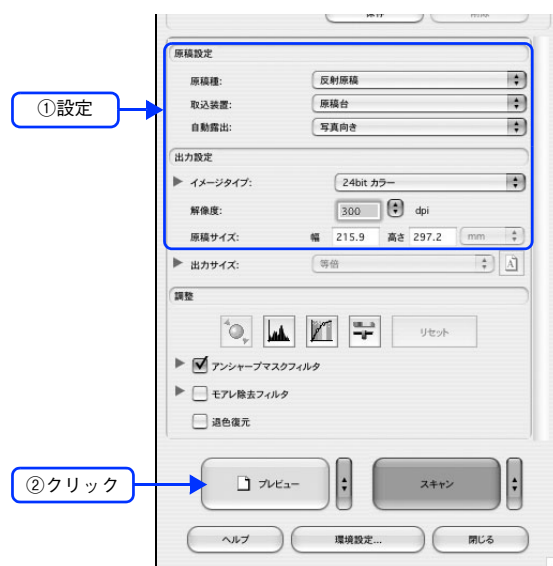 原稿設定
原稿種: 反射原稿
①設定
取込装置: 原稿台
自動露出: 写真向き
出力設定
イメージタイプ: 24bit カラー
解像度: 300 dpi
原稿サイズ: 幅 215.9 高さ 297.2 mm
出力サイズ: 等倍 A
調整
リセット
アンシャープマスクフィルタ
モアレ除去フィルタ
退色復元
②クリック
プレビュー スキャン
ヘルプ 環境設定... 閉じる